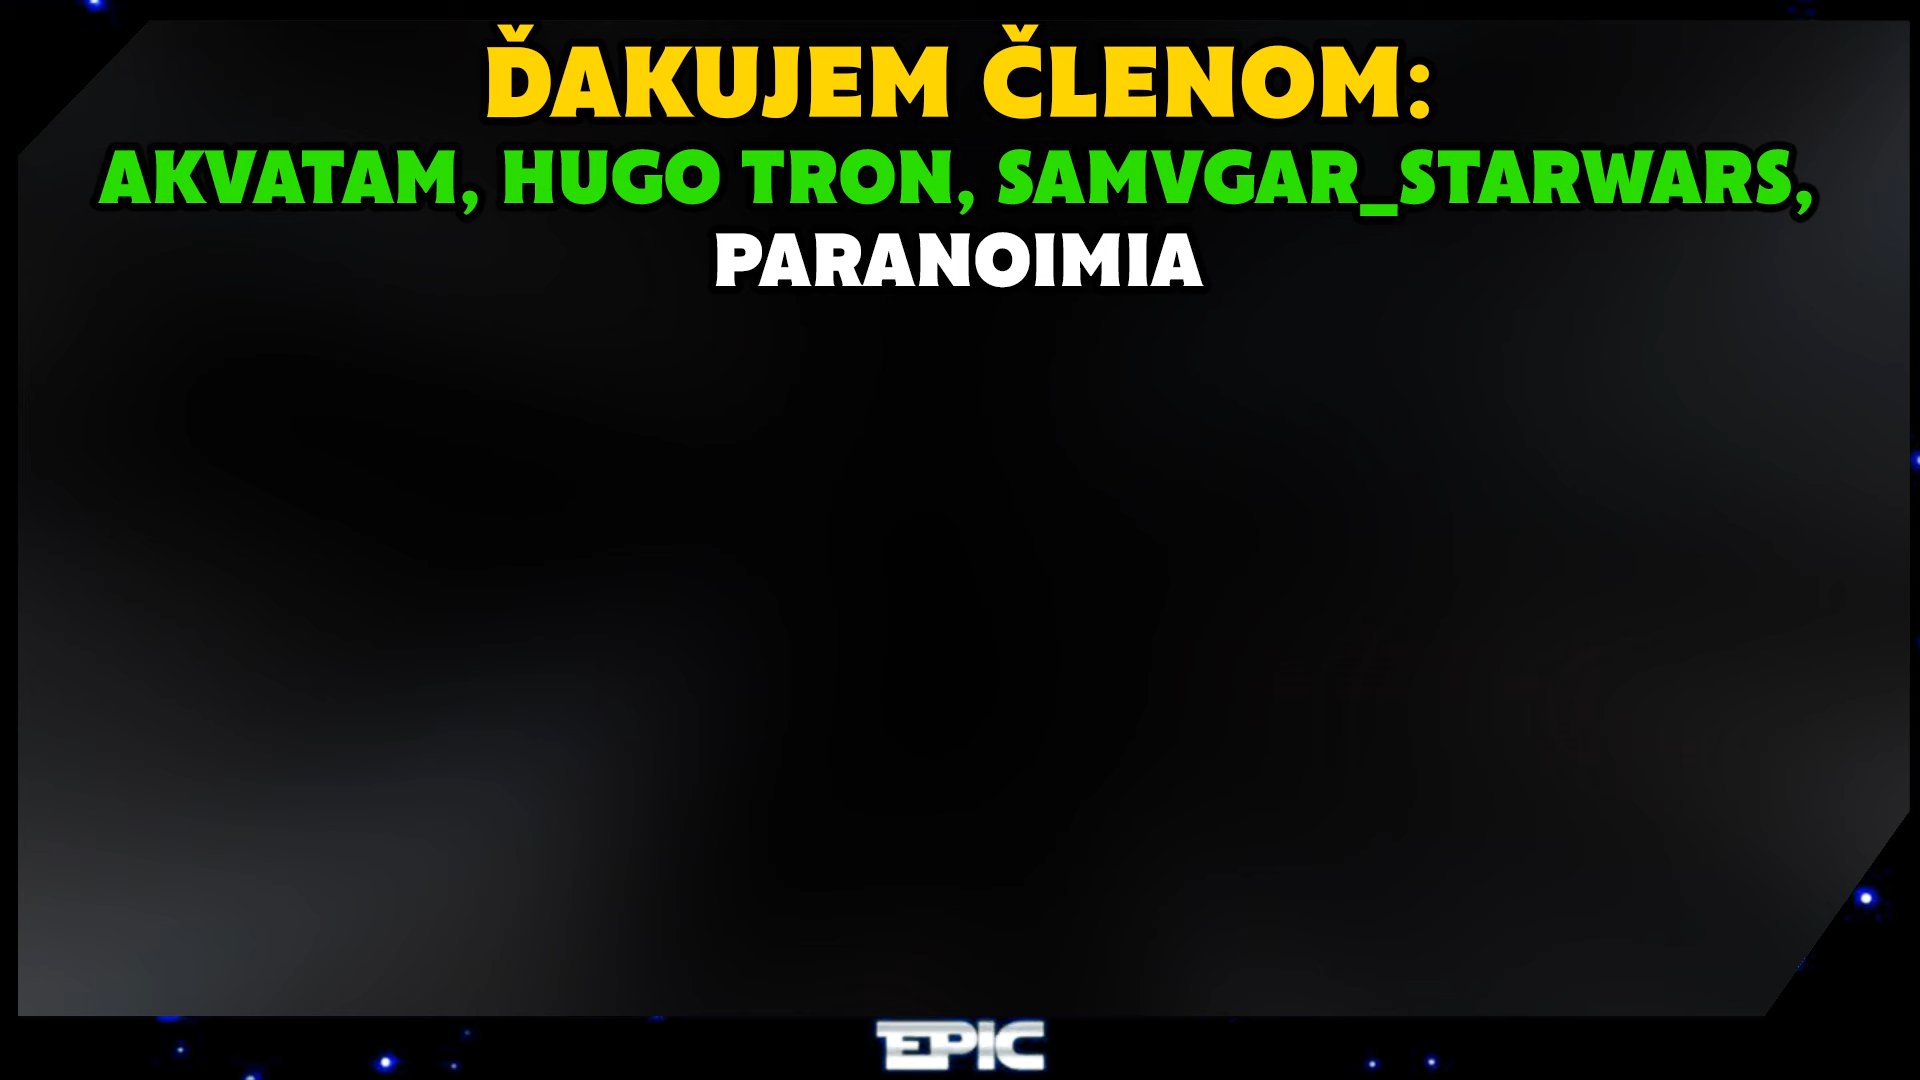 ĎAKUJEM ČLENOM:
AKVATAM, HUGO TRON, SAMVGAR_STARWARS,
PARANOIMIA
EPIC